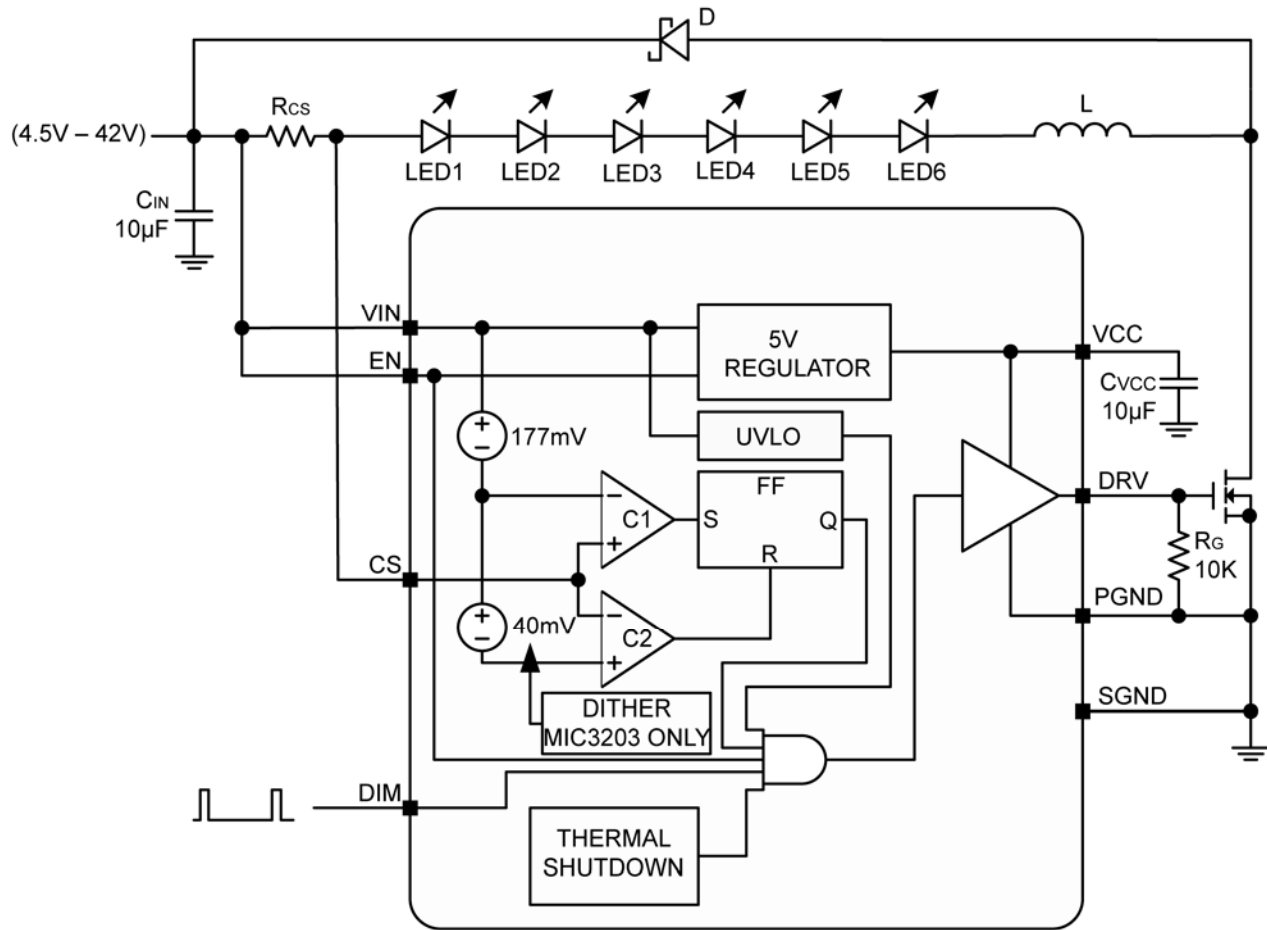 D
RCS
L
(4.5V – 42V)
LED1
LED2
LED3
LED4
LED5
LED6
CIN
10µF
VIN
5V
REGULATOR
VCC
EN
CVCC
10µF
+
–
177mV
UVLO
DRV
–
C1
+
S
FF
Q
R
CS
RG
10K
PGND
+
–
40mV
–
C2
+
DITHER
MIC3203 ONLY
SGND
DIM
THERMAL
SHUTDOWN